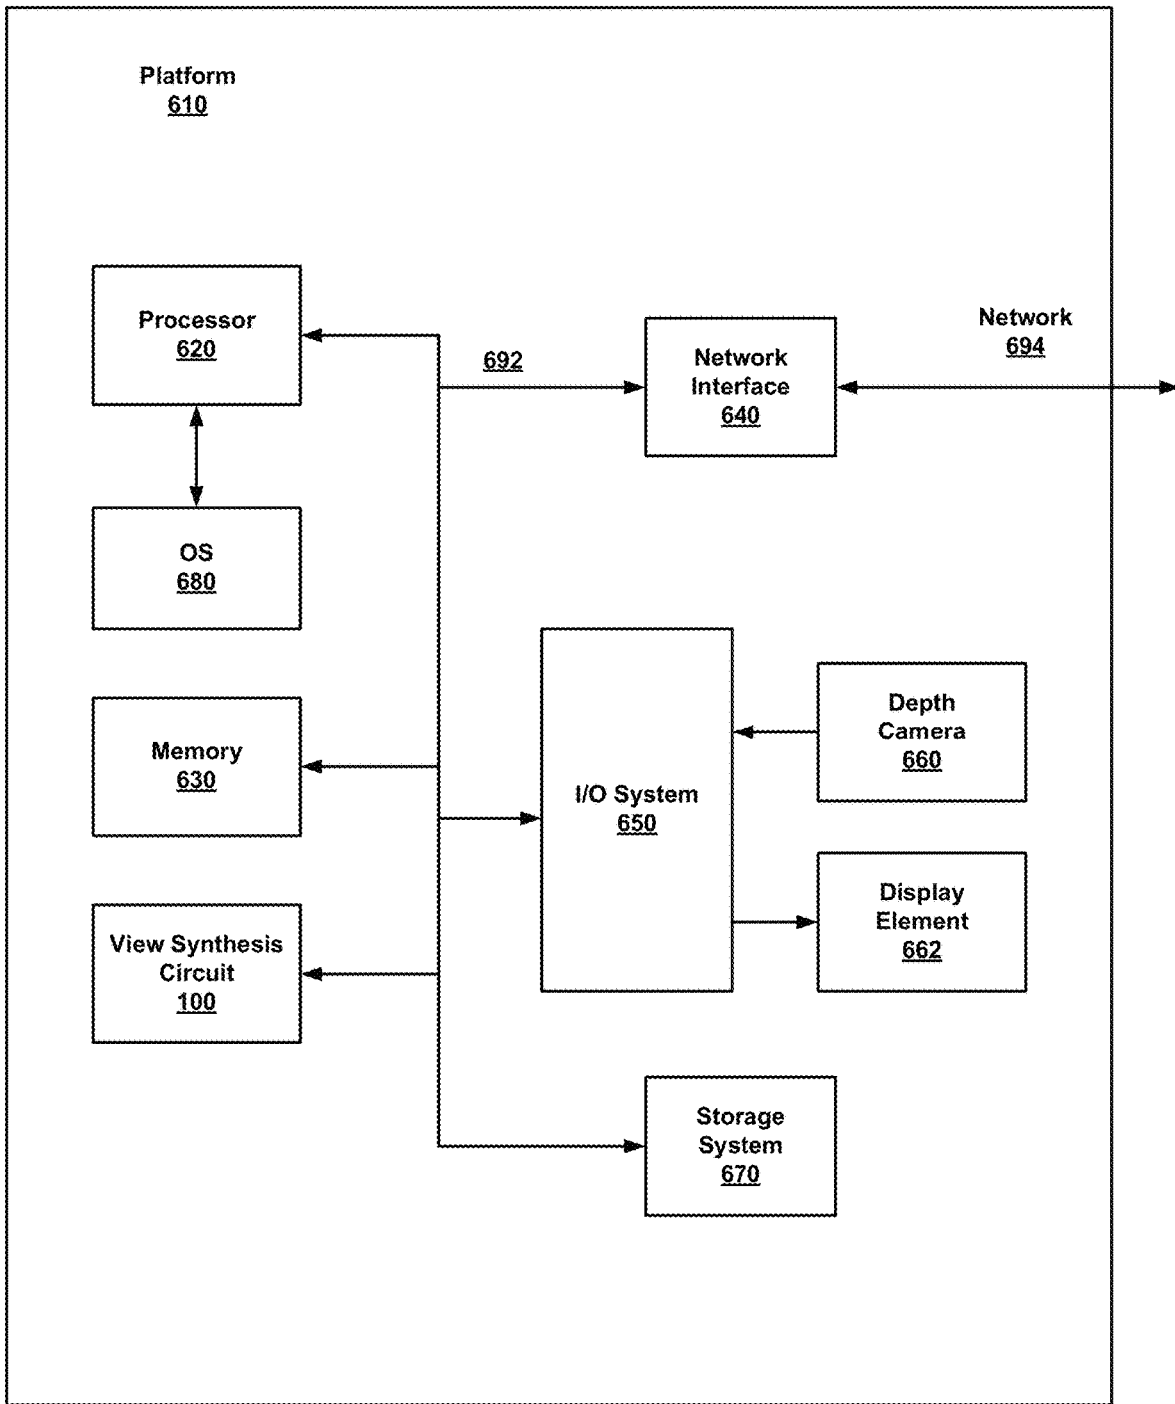 Platform
610
Processor
620
692
Network
Interface
640
Network
694
OS
680
Memory
630
I/O System
650
Depth
Camera
660
Display
Element
662
View Synthesis
Circuit
100
Storage
System
670